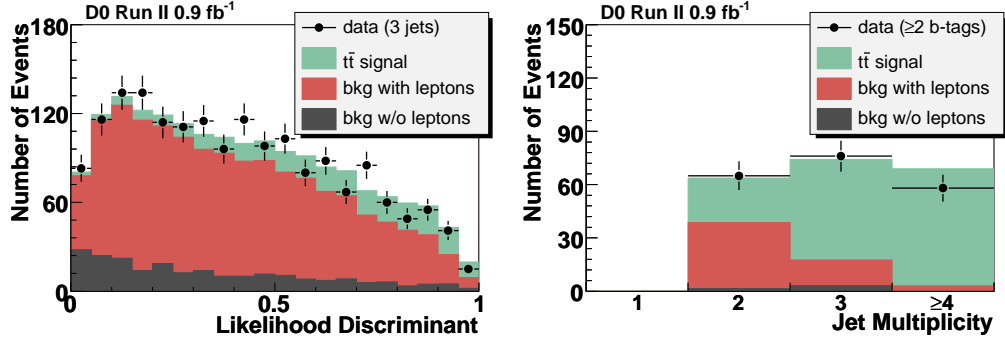 D0 Run II 0.9 fb⁻¹
Number of Events
180
120
60
0
data (3 jets)
tt̄ signal
bkg with leptons
bkg w/o leptons
0 0.5 1
Likelihood Discriminant
D0 Run II 0.9 fb⁻¹
Number of Events
150
120
90
60
30
0
data (≥2 b-tags)
tt̄ signal
bkg with leptons
bkg w/o leptons
1 2 3 ≥4
Jet Multiplicity